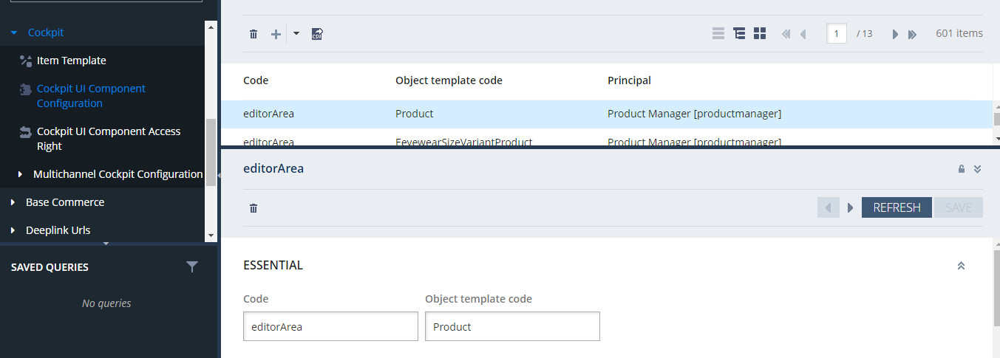 Cockpit
Item Template
Cockpit UI Component
Configuration
Cockpit UI Component Access
Right
Multichannel Cockpit Configuration
Base Commerce
Deeplink Urls
SAVED QUERIES
No queries
CSV
1 / 13 601 items
Code Object template code Principal
editorArea Product Product Manager [productmanager]
editorArea EeyewearSizeVariantProduct Product Manager [productmanager]
editorArea
REFRESH SAVE
ESSENTIAL
Code Object template code
editorArea Product